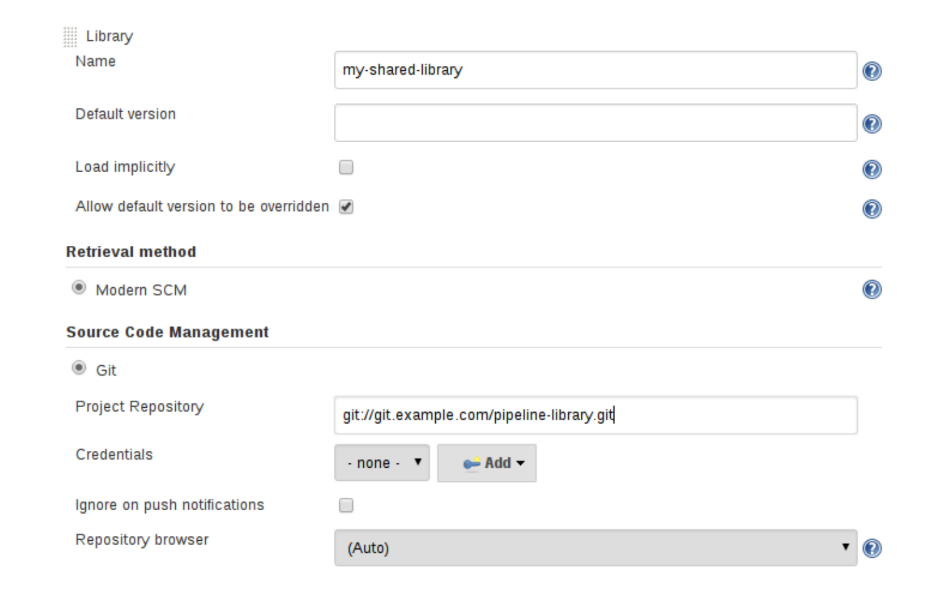 Library
Name
my-shared-library
Default version
Load implicitly
Allow default version to be overridden
Retrieval method
Modern SCM
Source Code Management
Git
Project Repository
git://git.example.com/pipeline-library.git
Credentials
- none -
Add
Ignore on push notifications
Repository browser
(Auto)